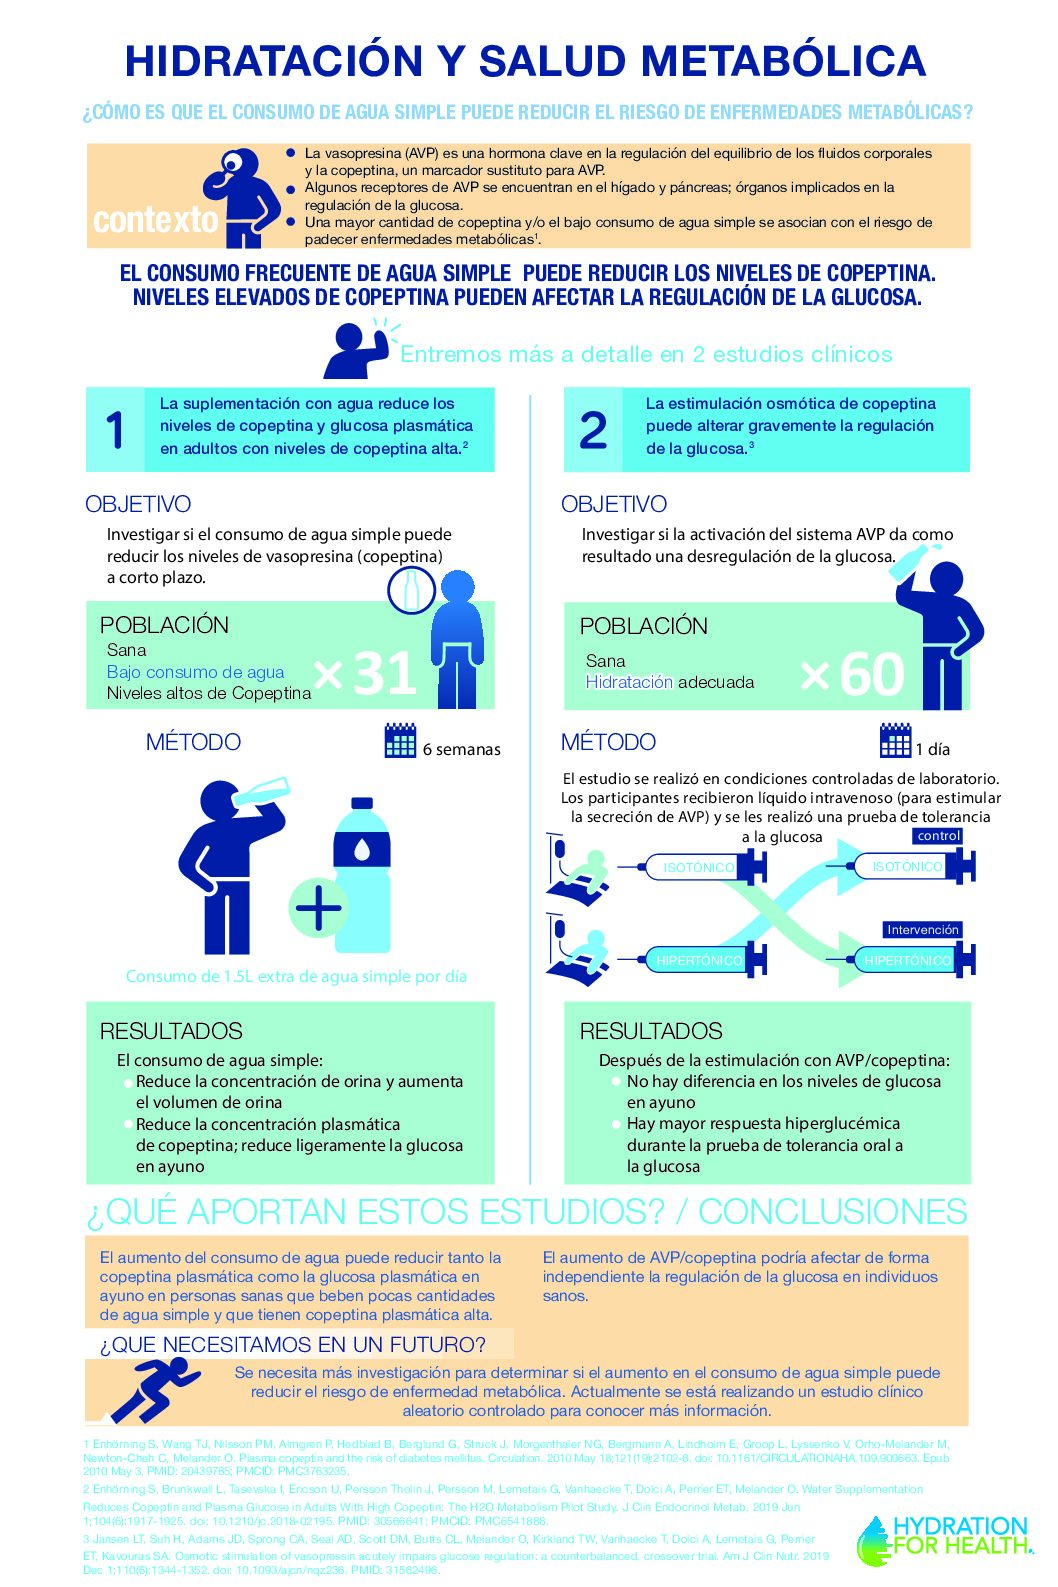 HIDRATACIÓN Y SALUD METABÓLICA
¿CÓMO ES QUE EL CONSUMO DE AGUA SIMPLE PUEDE REDUCIR EL RIESGO DE ENFERMEDADES METABÓLICAS?
contexto
La vasopresina (AVP) es una hormona clave en la regulación del equilibrio de los fluidos corporales
y la copeptina, un marcador sustituto para AVP.
Algunos receptores de AVP se encuentran en el hígado y páncreas; órganos implicados en la
regulación de la glucosa.
Una mayor cantidad de copeptina y/o el bajo consumo de agua simple se asocian con el riesgo de
padecer enfermedades metabólicas¹.
EL CONSUMO FRECUENTE DE AGUA SIMPLE PUEDE REDUCIR LOS NIVELES DE COPEPTINA.
NIVELES ELEVADOS DE COPEPTINA PUEDEN AFECTAR LA REGULACIÓN DE LA GLUCOSA.
Entremos más a detalle en 2 estudios clínicos
1
La suplementación con agua reduce los
niveles de copeptina y glucosa plasmática
en adultos con niveles de copeptina alta.²
OBJETIVO
Investigar si el consumo de agua simple puede
reducir los niveles de vasopresina (copeptina)
a corto plazo.
POBLACIÓN
Sana
Bajo consumo de agua
Niveles altos de Copeptina
×31
MÉTODO
6 semanas
Consumo de 1.5L extra de agua simple por día
RESULTADOS
El consumo de agua simple:
Reduce la concentración de orina y aumenta
el volumen de orina
Reduce la concentración plasmática
de copeptina; reduce ligeramente la glucosa
en ayuno
2
La estimulación osmótica de copeptina
puede alterar gravemente la regulación
de la glucosa.³
OBJETIVO
Investigar si la activación del sistema AVP da como
resultado una desregulación de la glucosa.
POBLACIÓN
Sana
Hidratación adecuada
×60
MÉTODO
1 día
El estudio se realizó en condiciones controladas de laboratorio.
Los participantes recibieron líquido intravenoso (para estimular
la secreción de AVP) y se les realizó una prueba de tolerancia
a la glucosa
control
ISOTÓNICO
ISOTÓNICO
Intervención
HIPERTÓNICO
HIPERTÓNICO
RESULTADOS
Después de la estimulación con AVP/copeptina:
No hay diferencia en los niveles de glucosa
en ayuno
Hay mayor respuesta hiperglucémica
durante la prueba de tolerancia oral a
la glucosa
¿QUÉ APORTAN ESTOS ESTUDIOS? / CONCLUSIONES
El aumento del consumo de agua puede reducir tanto la
copeptina plasmática como la glucosa plasmática en
ayuno en personas sanas que beben pocas cantidades
de agua simple y que tienen copeptina plasmática alta.
El aumento de AVP/copeptina podría afectar de forma
independiente la regulación de la glucosa en individuos
sanos.
¿QUE NECESITAMOS EN UN FUTURO?
Se necesita más investigación para determinar si el aumento en el consumo de agua simple puede
reducir el riesgo de enfermedad metabólica. Actualmente se está realizando un estudio clínico
aleatorio controlado para conocer más información.
1 Enhörning S, Wang TJ, Nilsson PM, Almgren P, Hedblad B, Berglund G, Struck J, Morgenthaler NG, Bergmann A, Lindholm E, Groop L, Lyssenko V, Orho-Melander M,
Newton-Cheh C, Melander O. Plasma copeptin and the risk of diabetes mellitus. Circulation. 2010 May 18;121(19):2102-8. doi: 10.1161/CIRCULATIONAHA.109.909663. Epub
2010 May 3. PMID: 20439785; PMCID: PMC3763235.
2 Enhörning S, Brunkwall L, Tasevska I, Ericson U, Persson Thelin J, Persson M, Lemetais G, Vanhaecke T, Dolci A, Perrier ET, Melander O. Water Supplementation
Reduces Copeptin and Plasma Glucose in Adults With High Copeptin: The H2O Metabolism Pilot Study. J Clin Endocrinol Metab. 2019 Jun
1;104(6):1917-1925. doi: 10.1210/jc.2018-02195. PMID: 30566641; PMCID: PMC6541888.
3 Jansen LT, Suh H, Adams JD, Sprong CA, Seal AD, Scott DM, Butts CL, Melander O, Kirkland TW, Vanhaecke T, Dolci A, Lemetais G, Perrier
ET, Kavouras SA. Osmotic stimulation of vasopressin acutely impairs glucose regulation: a counterbalanced, crossover trial. Am J Clin Nutr. 2019
Dec 1;110(6):1344-1352. doi: 10.1093/ajcn/nqz236. PMID: 31562496.
HYDRATION
FOR HEALTH.